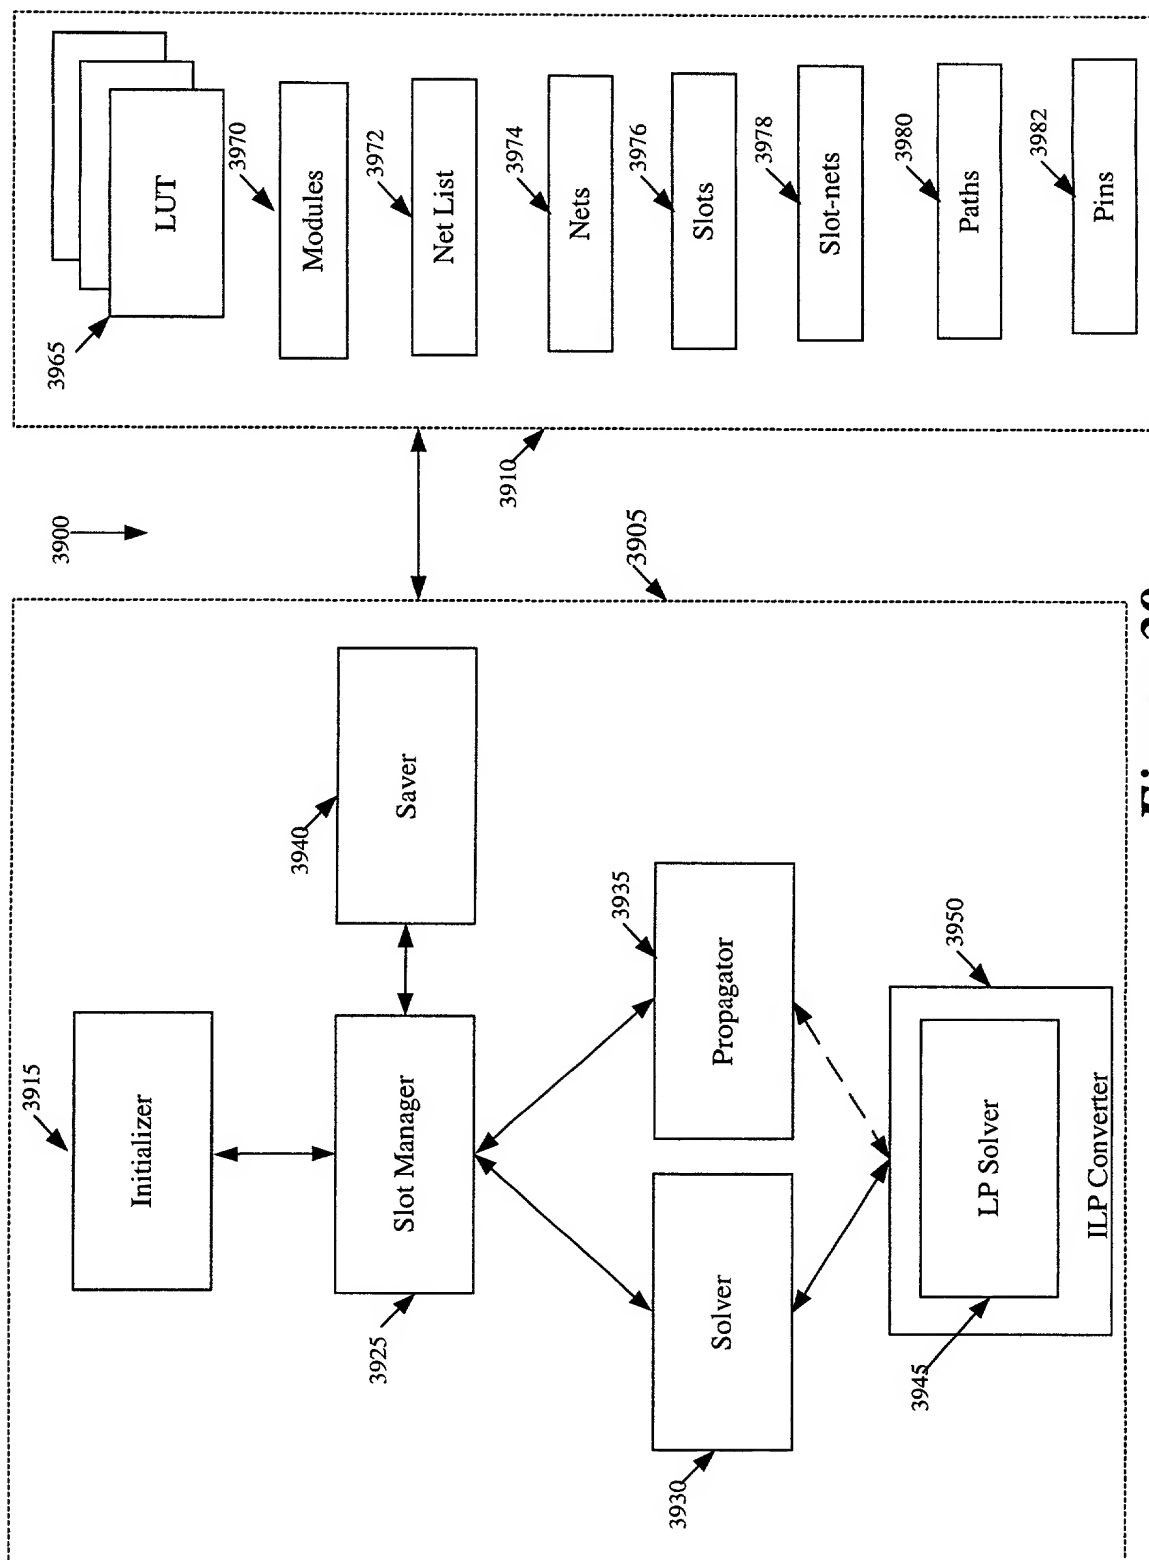 3900
3905
3915
Initializer
3925
Slot Manager
3940
Saver
3930
Solver
3935
Propagator
3950
3945
LP Solver
ILP Converter
3910
3965
LUT
3970
Modules
3972
Net List
3974
Nets
3976
Slots
3978
Slot-nets
3980
Paths
3982
Pins